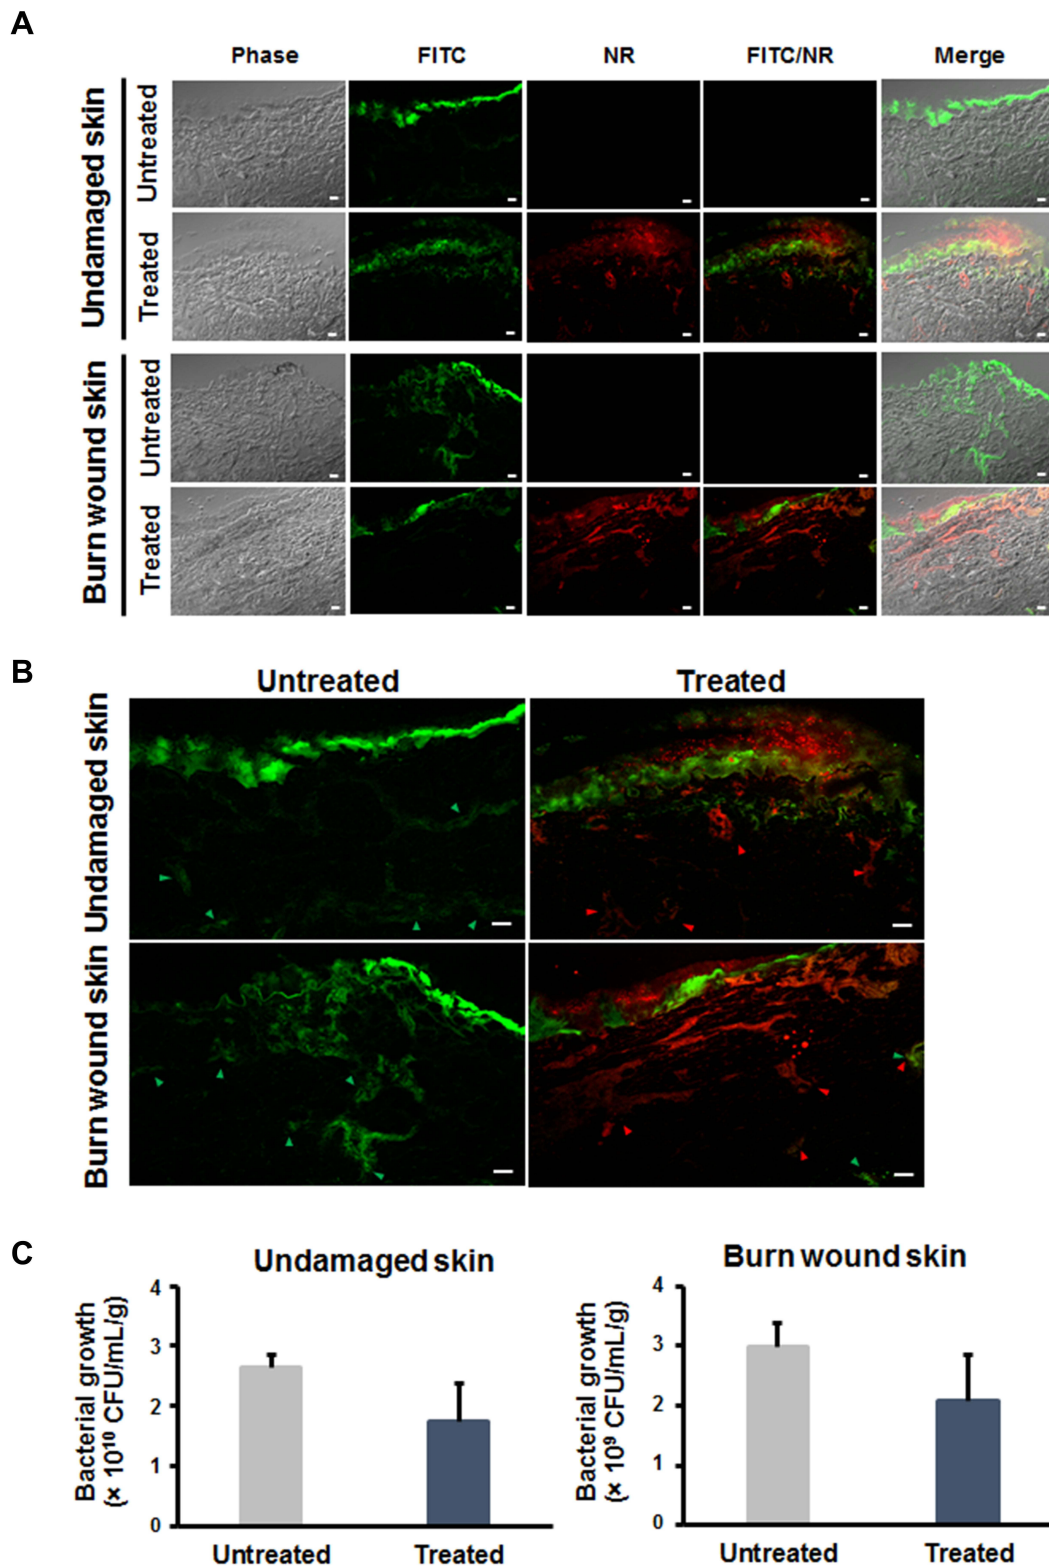 A
Phase FITC NR FITC/NR Merge
Undamaged skin
Untreated
Treated
Burn wound skin
Untreated
Treated
B
Untreated Treated
Undamaged skin
Burn wound skin
C
Undamaged skin
Bacterial growth
(× 10¹⁰ CFU/mL/g)
4
3
2
1
0
Untreated Treated
Burn wound skin
Bacterial growth
(× 10⁹ CFU/mL/g)
4
3
2
1
0
Untreated Treated